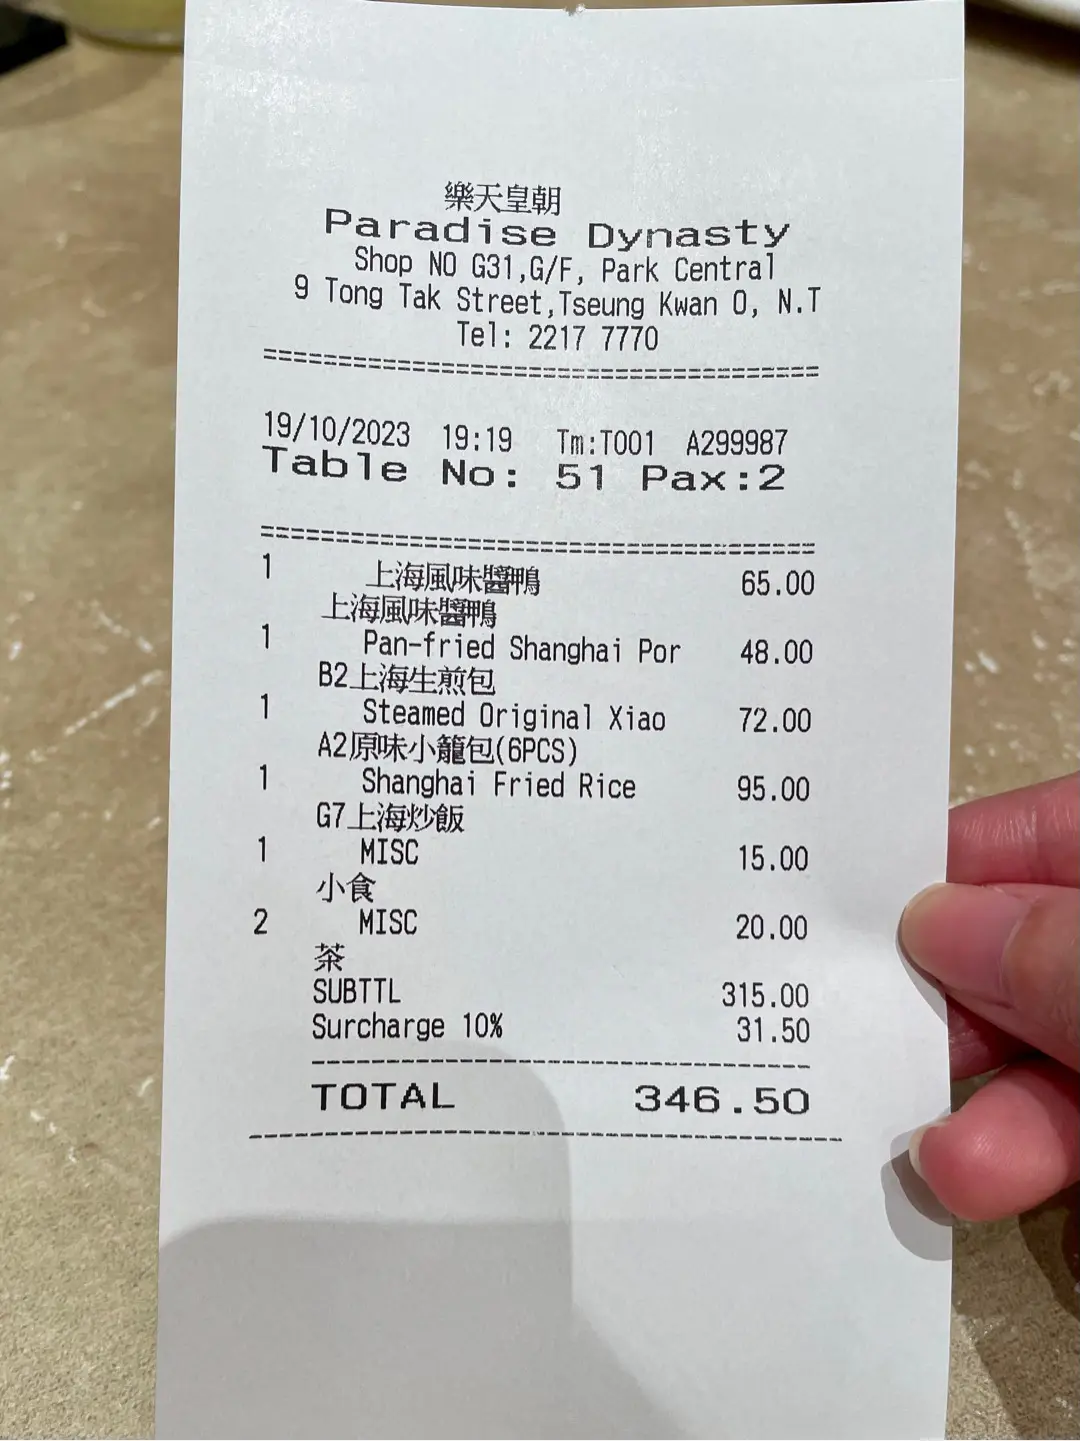 樂天皇朝
Paradise Dynasty
Shop NO G31,G/F, Park Central
9 Tong Tak Street,Tseung Kwan O, N.T
Tel: 2217 7770
=====================================
19/10/2023 19:19 Tm:T001 A299987
Table No: 51 Pax:2
=====================================
1 上海風味醬鴨 65.00
上海風味醬鴨
1 Pan-fried Shanghai Por 48.00
B2上海生煎包
1 Steamed Original Xiao 72.00
A2原味小籠包(6PCS)
1 Shanghai Fried Rice 95.00
G7上海炒飯
1 MISC 15.00
小食
2 MISC 20.00
茶
SUBTTL 315.00
Surcharge 10% 31.50
---------------------------------
TOTAL 346.50
---------------------------------------